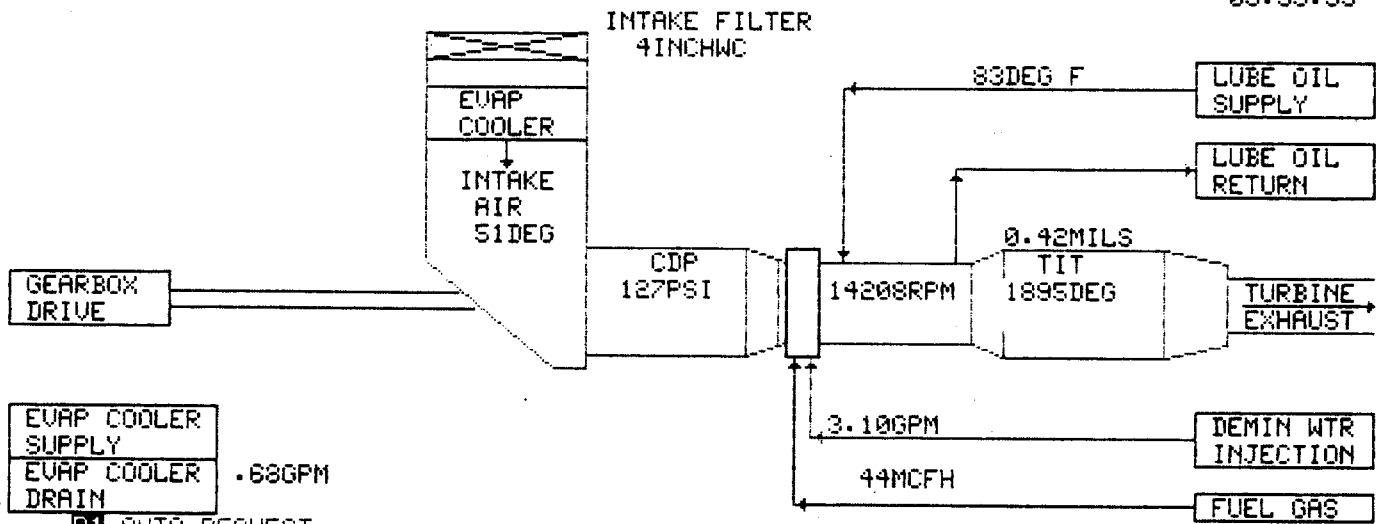 INTAKE FILTER
4INCHWC
83DEG F
LUBE OIL
SUPPLY
EVAP
COOLER
LUBE OIL
RETURN
INTAKE
AIR
51DEG
0.42MILS
CDP
127PSI
14208RPM
TIT
1895DEG
GEARBOX
DRIVE
TURBINE
EXHAUST
EVAP COOLER
SUPPLY
EVAP COOLER
DRAIN
.68GPM
3.10GPM
DEMIN WTR
INJECTION
44MCFH
FUEL GAS